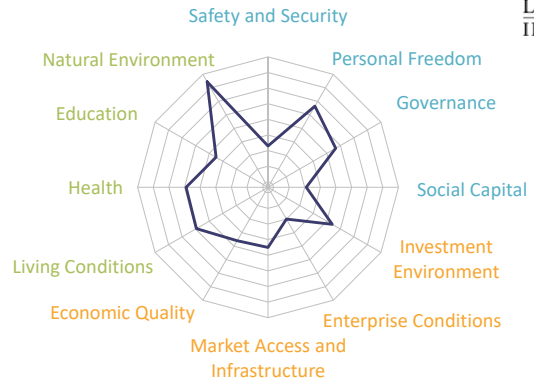 Safety and Security
Personal Freedom
Governance
Social Capital
Investment
Environment
Enterprise Conditions
Market Access and
Infrastructure
Economic Quality
Living Conditions
Health
Education
Natural Environment